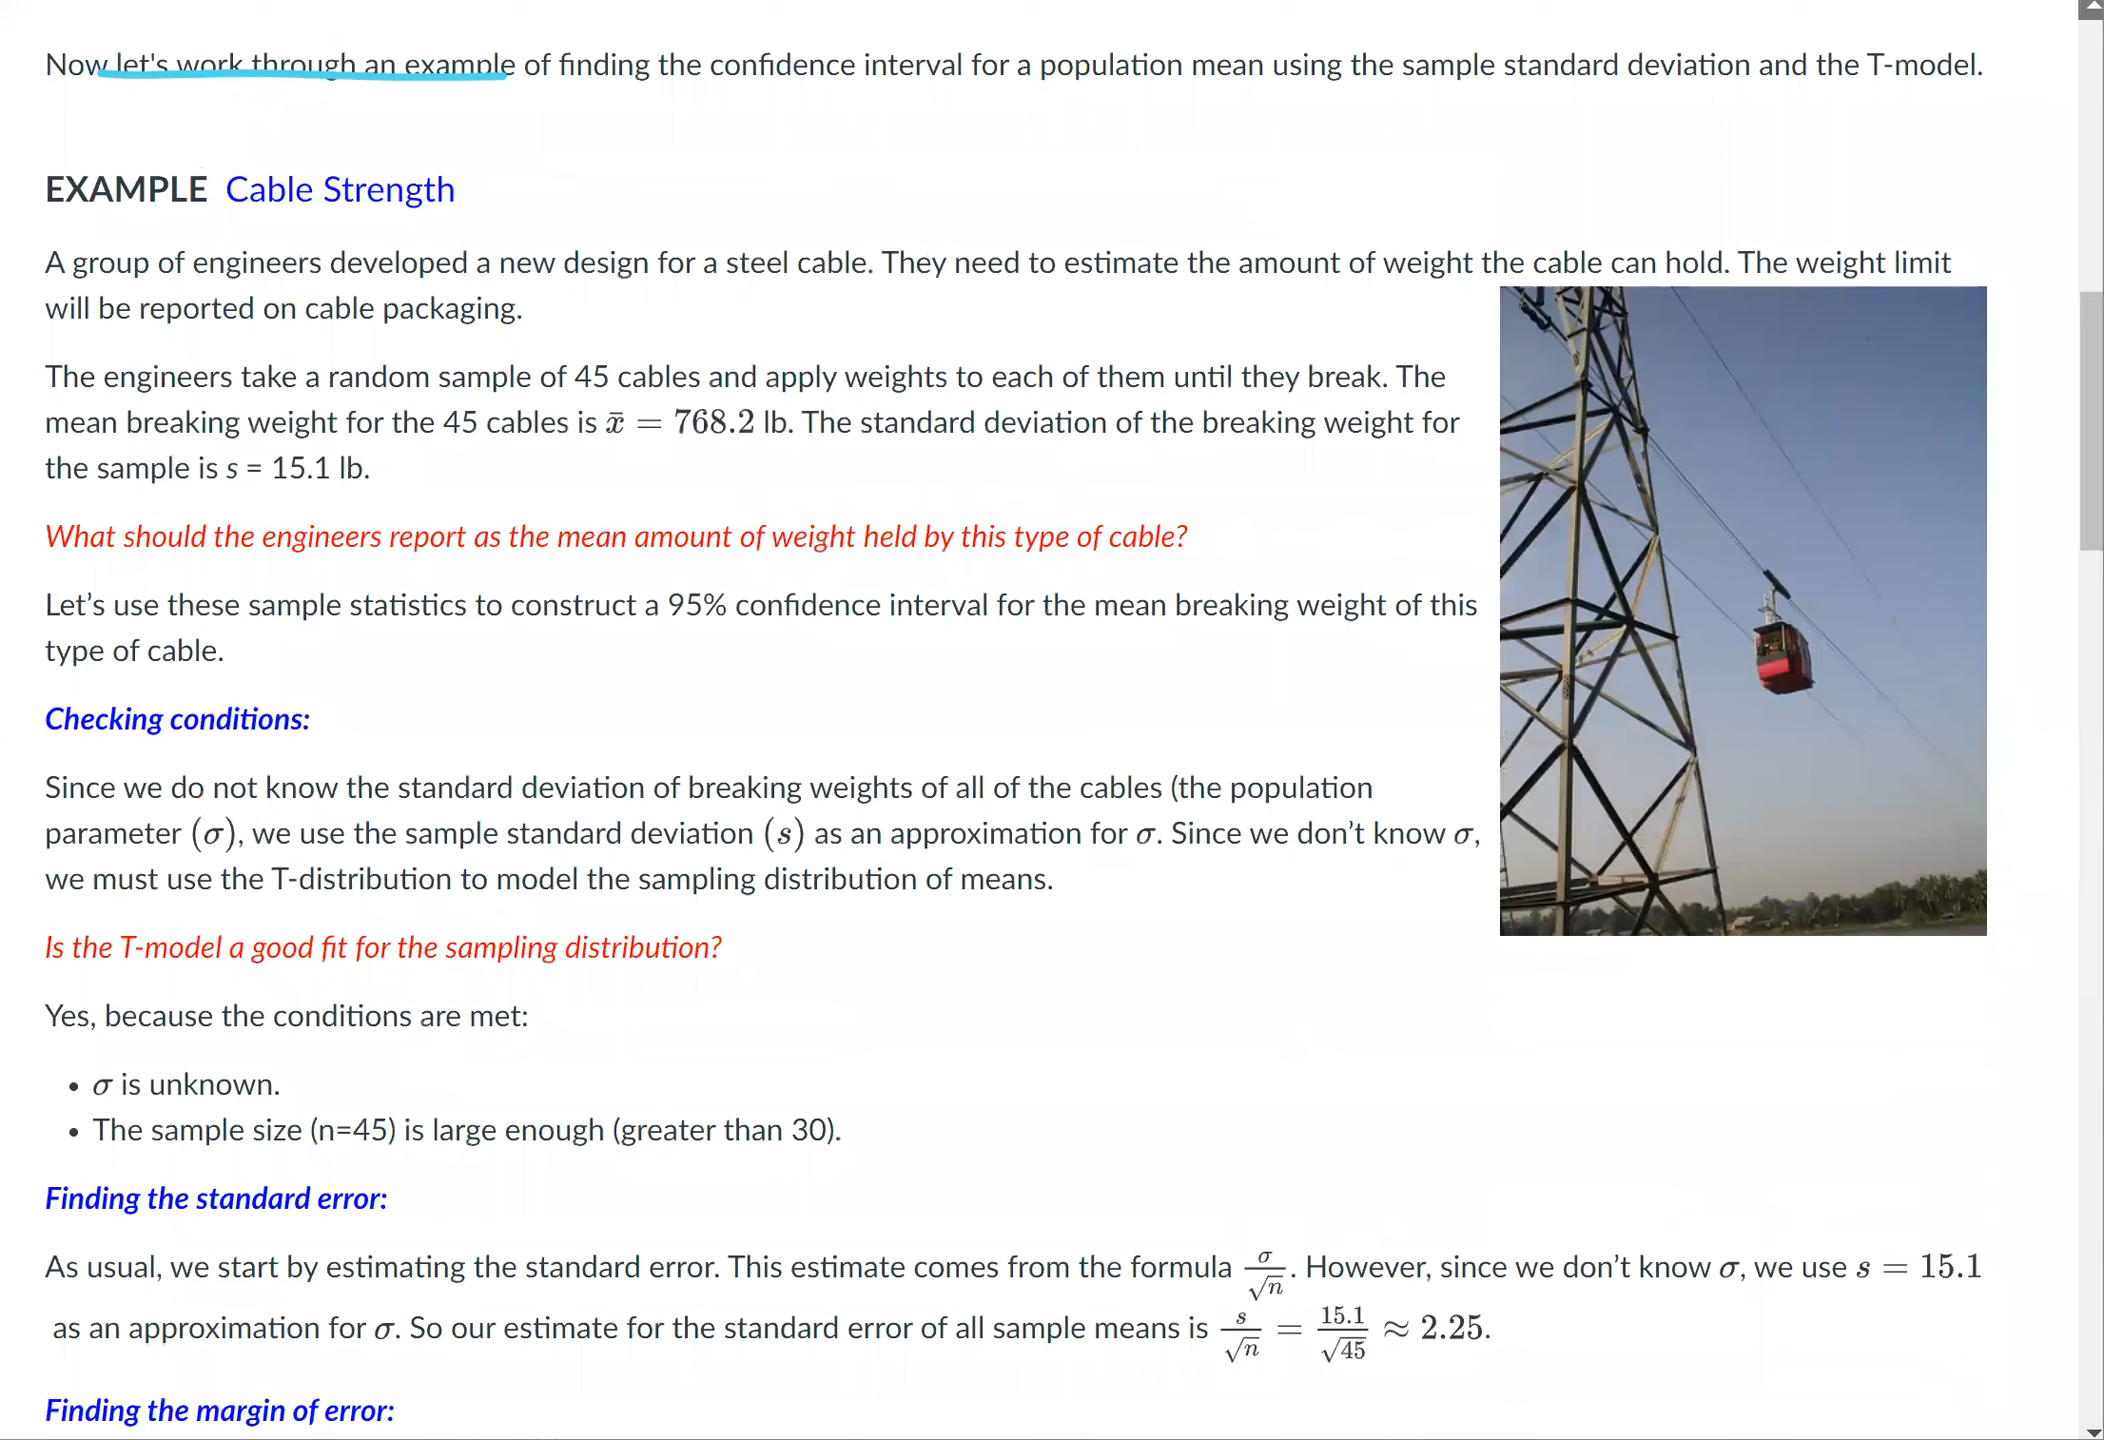 Now let's work through an example of finding the confidence interval for a population mean using the sample standard deviation and the T-model.
EXAMPLE Cable Strength
A group of engineers developed a new design for a steel cable. They need to estimate the amount of weight the cable can hold. The weight limit
will be reported on cable packaging.
The engineers take a random sample of 45 cables and apply weights to each of them until they break. The
mean breaking weight for the 45 cables is x̄ = 768.2 lb. The standard deviation of the breaking weight for
the sample is s = 15.1 lb.
What should the engineers report as the mean amount of weight held by this type of cable?
Let’s use these sample statistics to construct a 95% confidence interval for the mean breaking weight of this
type of cable.
Checking conditions:
Since we do not know the standard deviation of breaking weights of all of the cables (the population
parameter (σ), we use the sample standard deviation (s) as an approximation for σ. Since we don’t know σ,
we must use the T-distribution to model the sampling distribution of means.
Is the T-model a good fit for the sampling distribution?
Yes, because the conditions are met:
• σ is unknown.
• The sample size (n=45) is large enough (greater than 30).
Finding the standard error:
As usual, we start by estimating the standard error. This estimate comes from the formula σ/√n. However, since we don’t know σ, we use s = 15.1
as an approximation for σ. So our estimate for the standard error of all sample means is s/√n = 15.1/√45 ≈ 2.25.
Finding the margin of error: